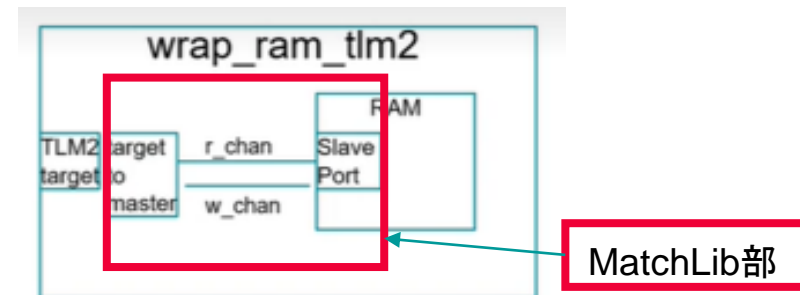 wrap_ram_tlm2
RAM
TLM2 target r_chan Slave
target to Port
master w_chan
MatchLib部